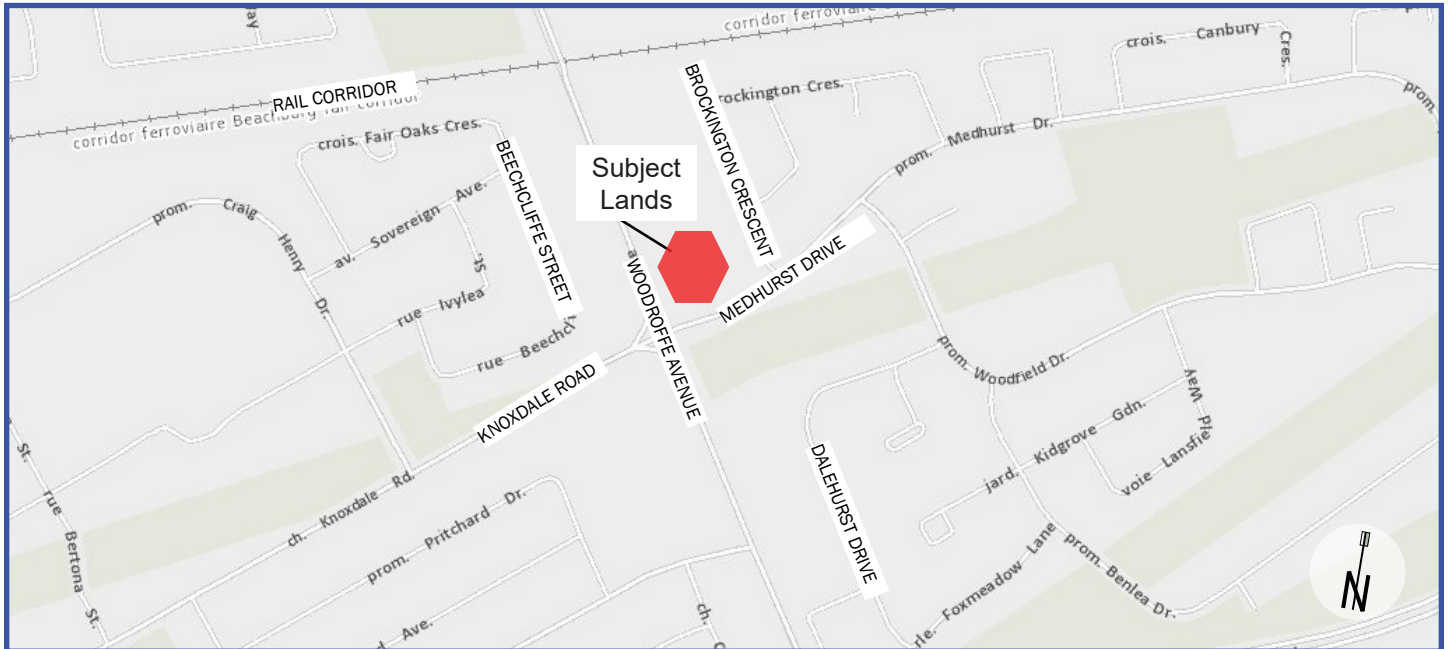 corridor ferroviaire
RAIL CORRIDOR
corridor ferroviaire Beachburg rail corridor
crois. Canbury Cres.
prom.
BROCKINGTON CRESCENT
rockington Cres.
crois. Fair Oaks Cres.
BEECHCLIFFE STREET
Subject
Lands
prom. Medhurst Dr.
prom. Craig Henry Dr.
av. Sovereign Ave.
St.
rue Ivylea
rue Beechcl
WOODROFFE AVENUE
MEDHURST DRIVE
KNOXDALE ROAD
prom. Woodfield Dr.
Way
voie Lansfie
jard. Kidgrove Gdn.
DALEHURST DRIVE
St.
rue Bertona St.
ch. Knoxdale Rd.
prom. Pritchard Dr.
d Ave.
ch.
rle. Foxmeadow Lane
prom. Benlea Dr.
N